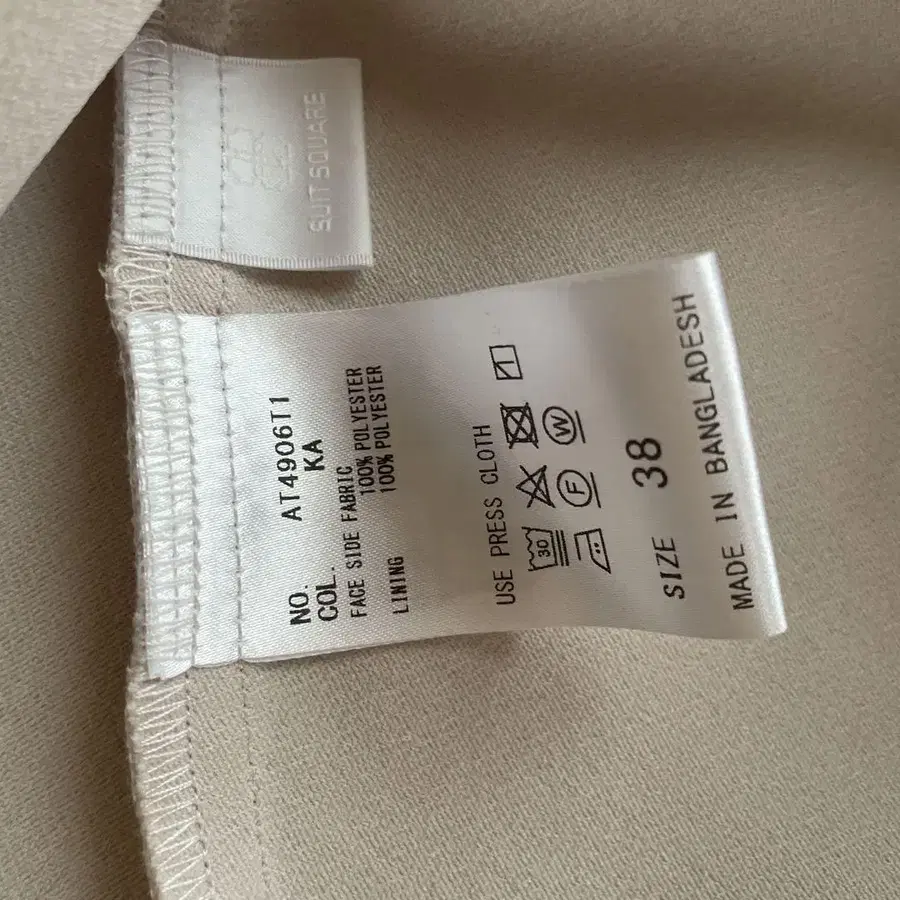 SUIT SQUARE
NO. AT4906T1
COL. KA
FACE SIDE FABRIC
100% POLYESTER
LINING 100% POLYESTER
USE PRESS CLOTH
30
F W
SIZE 38
MADE IN BANGLADESH